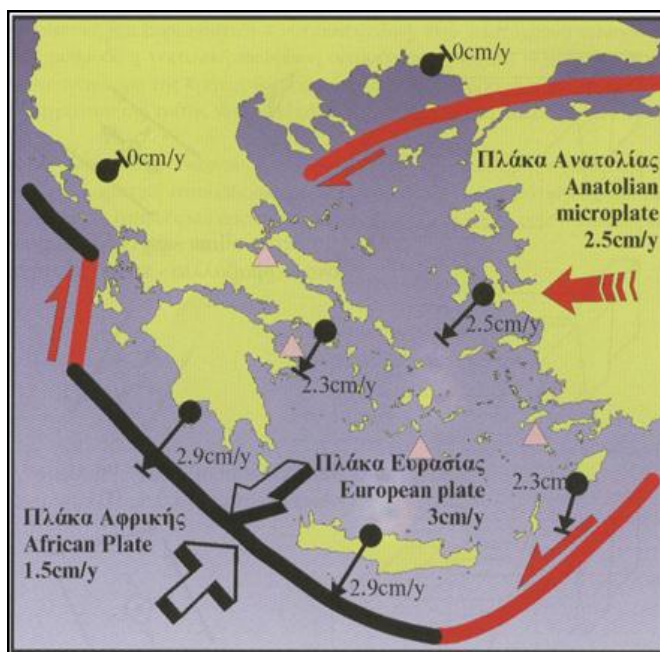 0cm/y
0cm/y
Πλάκα Ανατολίας
Anatolian
microplate
2.5cm/y
2.5cm/y
2.3cm/y
2.9cm/y
Πλάκα Ευρασίας
European plate
3cm/y
2.3cm
Πλάκα Αφρικής
African Plate
1.5cm/y
2.9cm/y